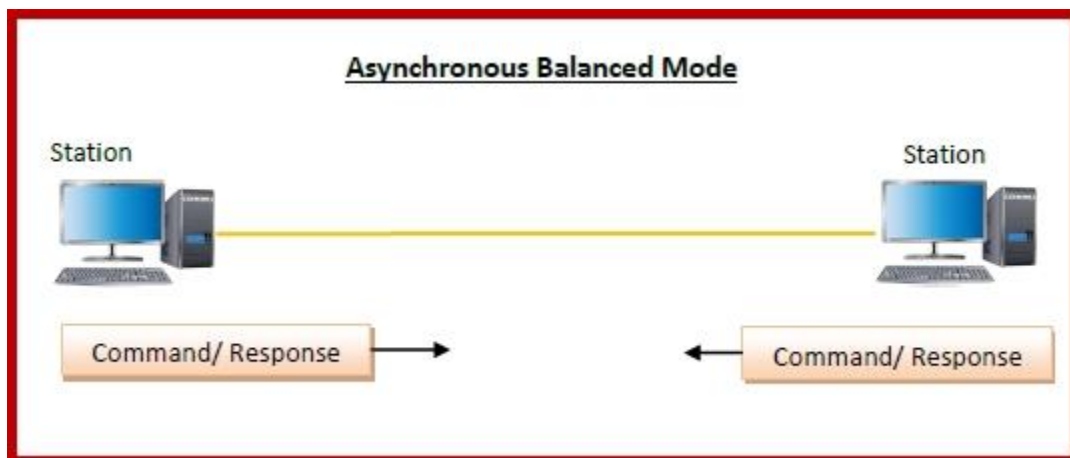 Asynchronous Balanced Mode
Station
Station
Command/ Response
Command/ Response